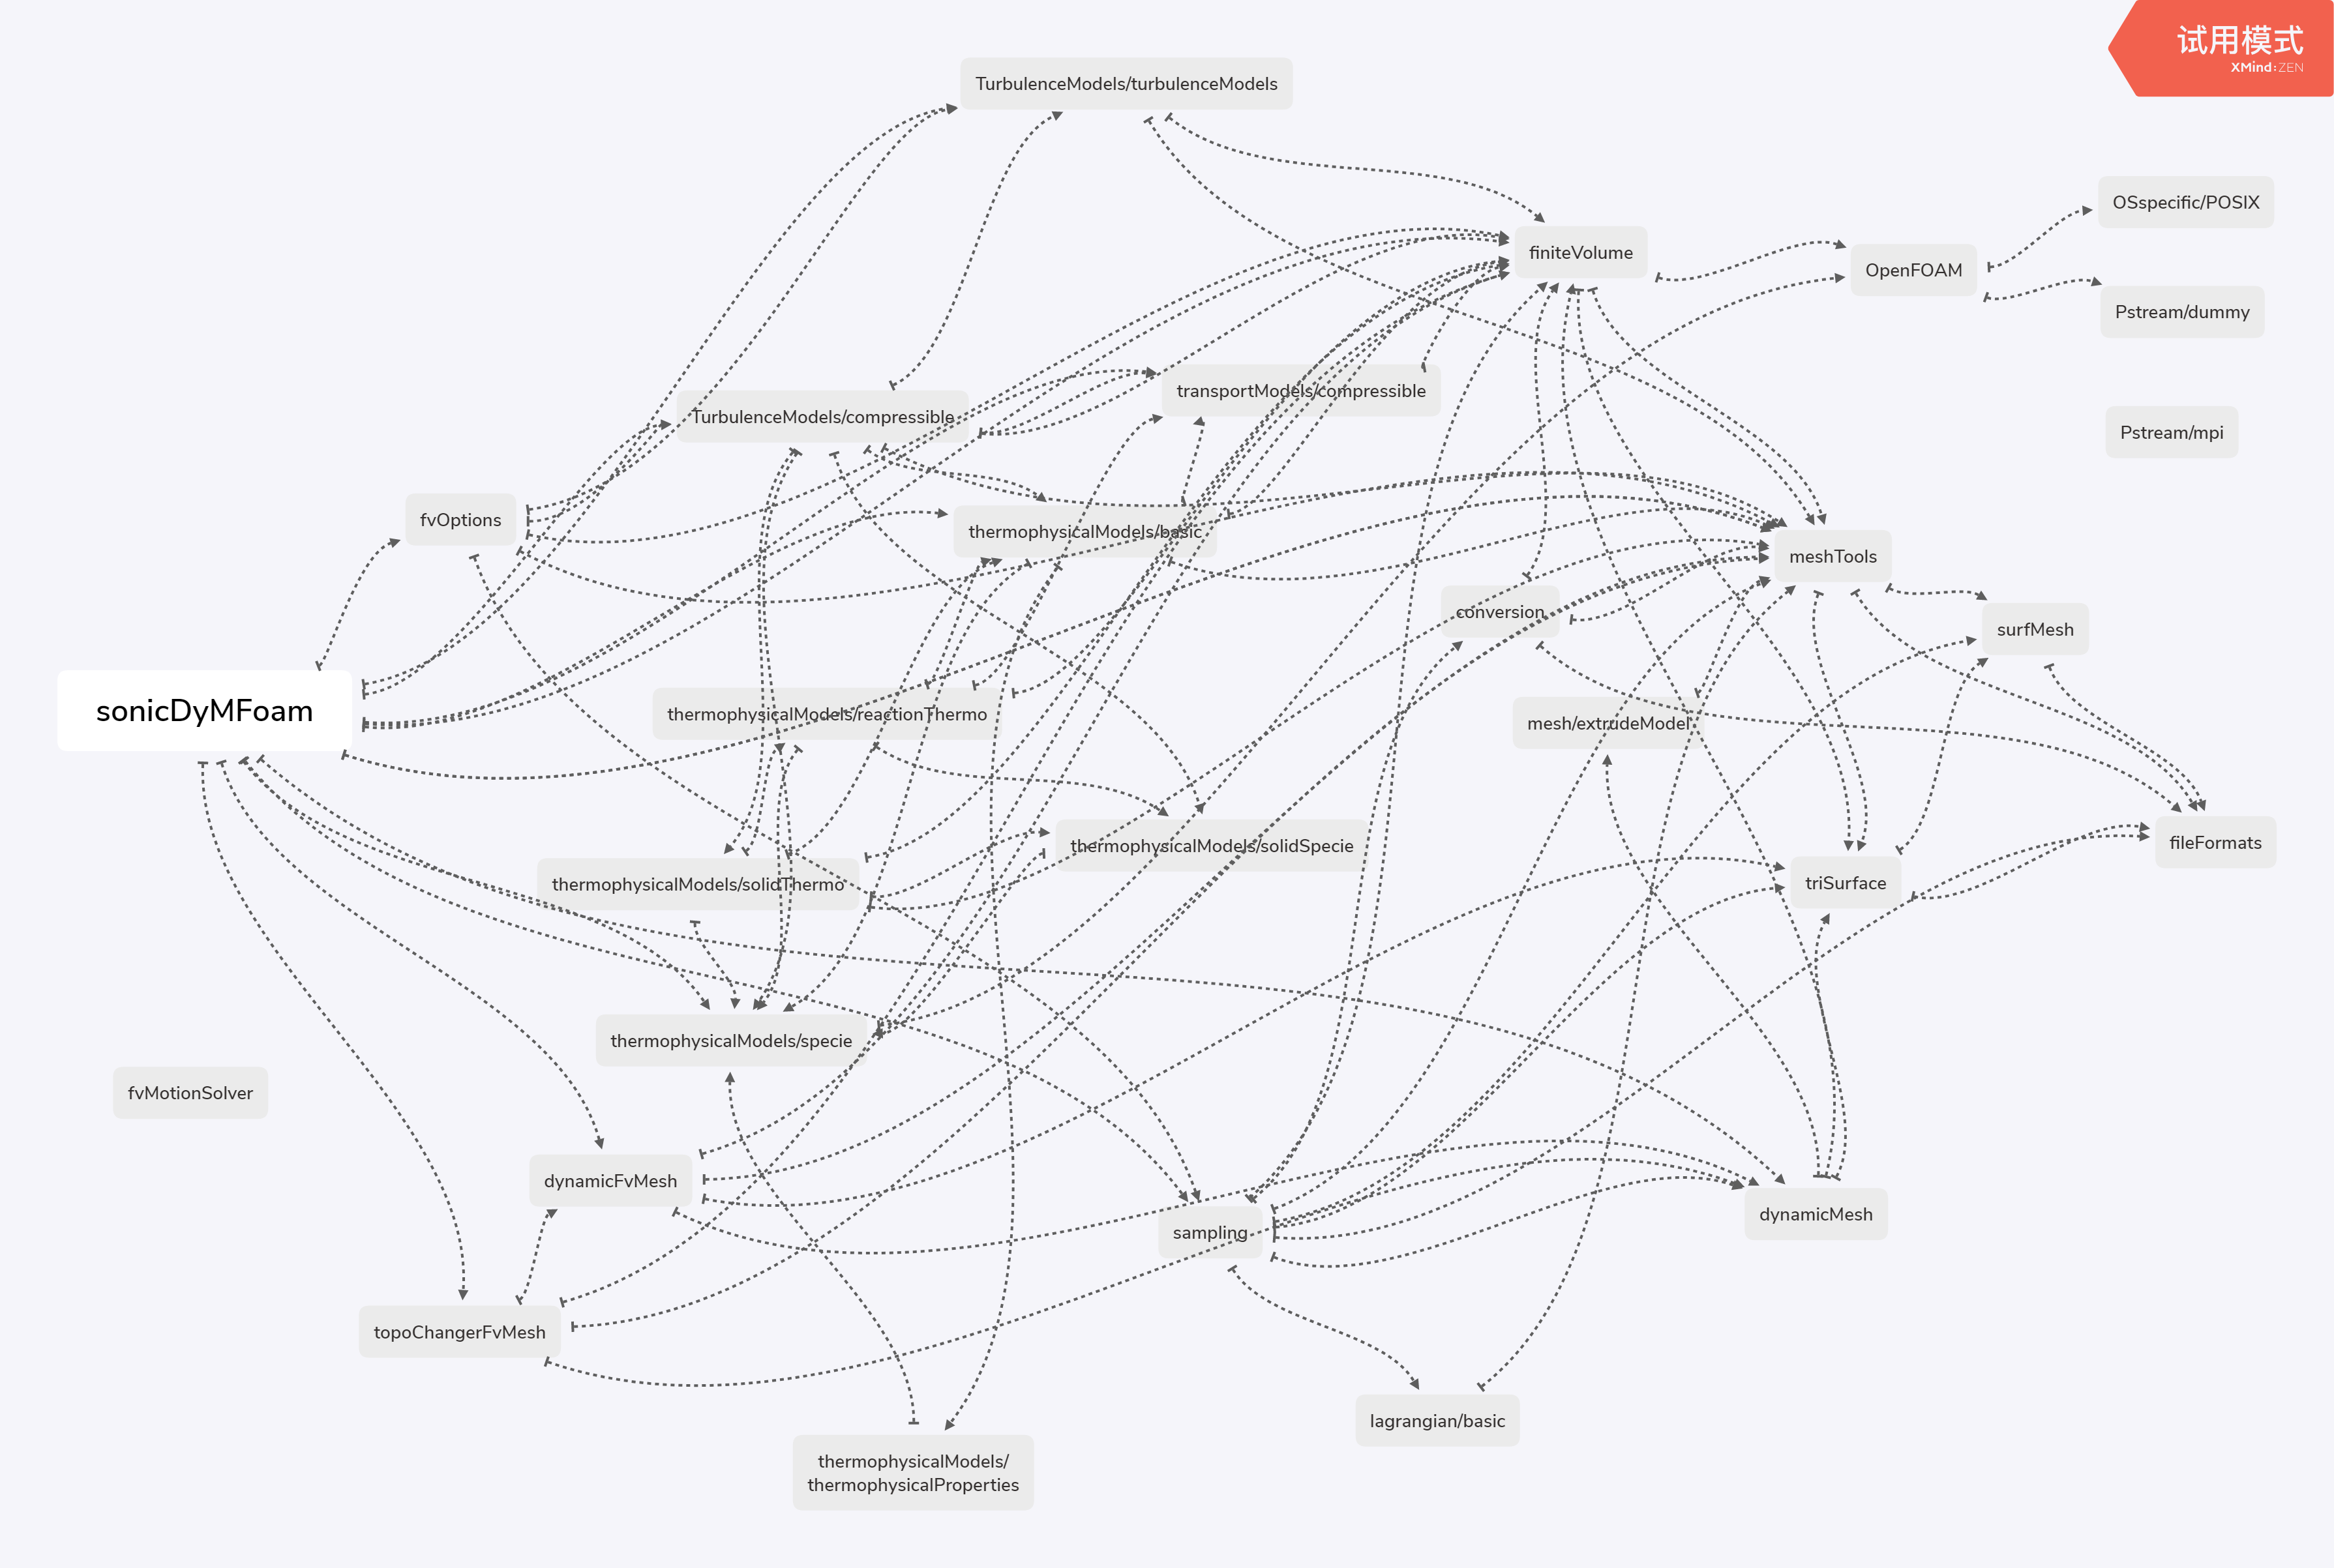 试用模式
XMind:ZEN
TurbulenceModels/turbulenceModels
OSspecific/POSIX
finiteVolume
OpenFOAM
Pstream/dummy
transportModels/compressible
TurbulenceModels/compressible
Pstream/mpi
fvOptions
thermophysicalModels/basic
meshTools
conversion
surfMesh
sonicDyMFoam
thermophysicalModels/reactionThermo
mesh/extrudeModel
thermophysicalModels/solidSpecie
fileFormats
thermophysicalModels/solidThermo
triSurface
thermophysicalModels/specie
fvMotionSolver
dynamicFvMesh
dynamicMesh
sampling
topoChangerFvMesh
lagrangian/basic
thermophysicalModels/
thermophysicalProperties